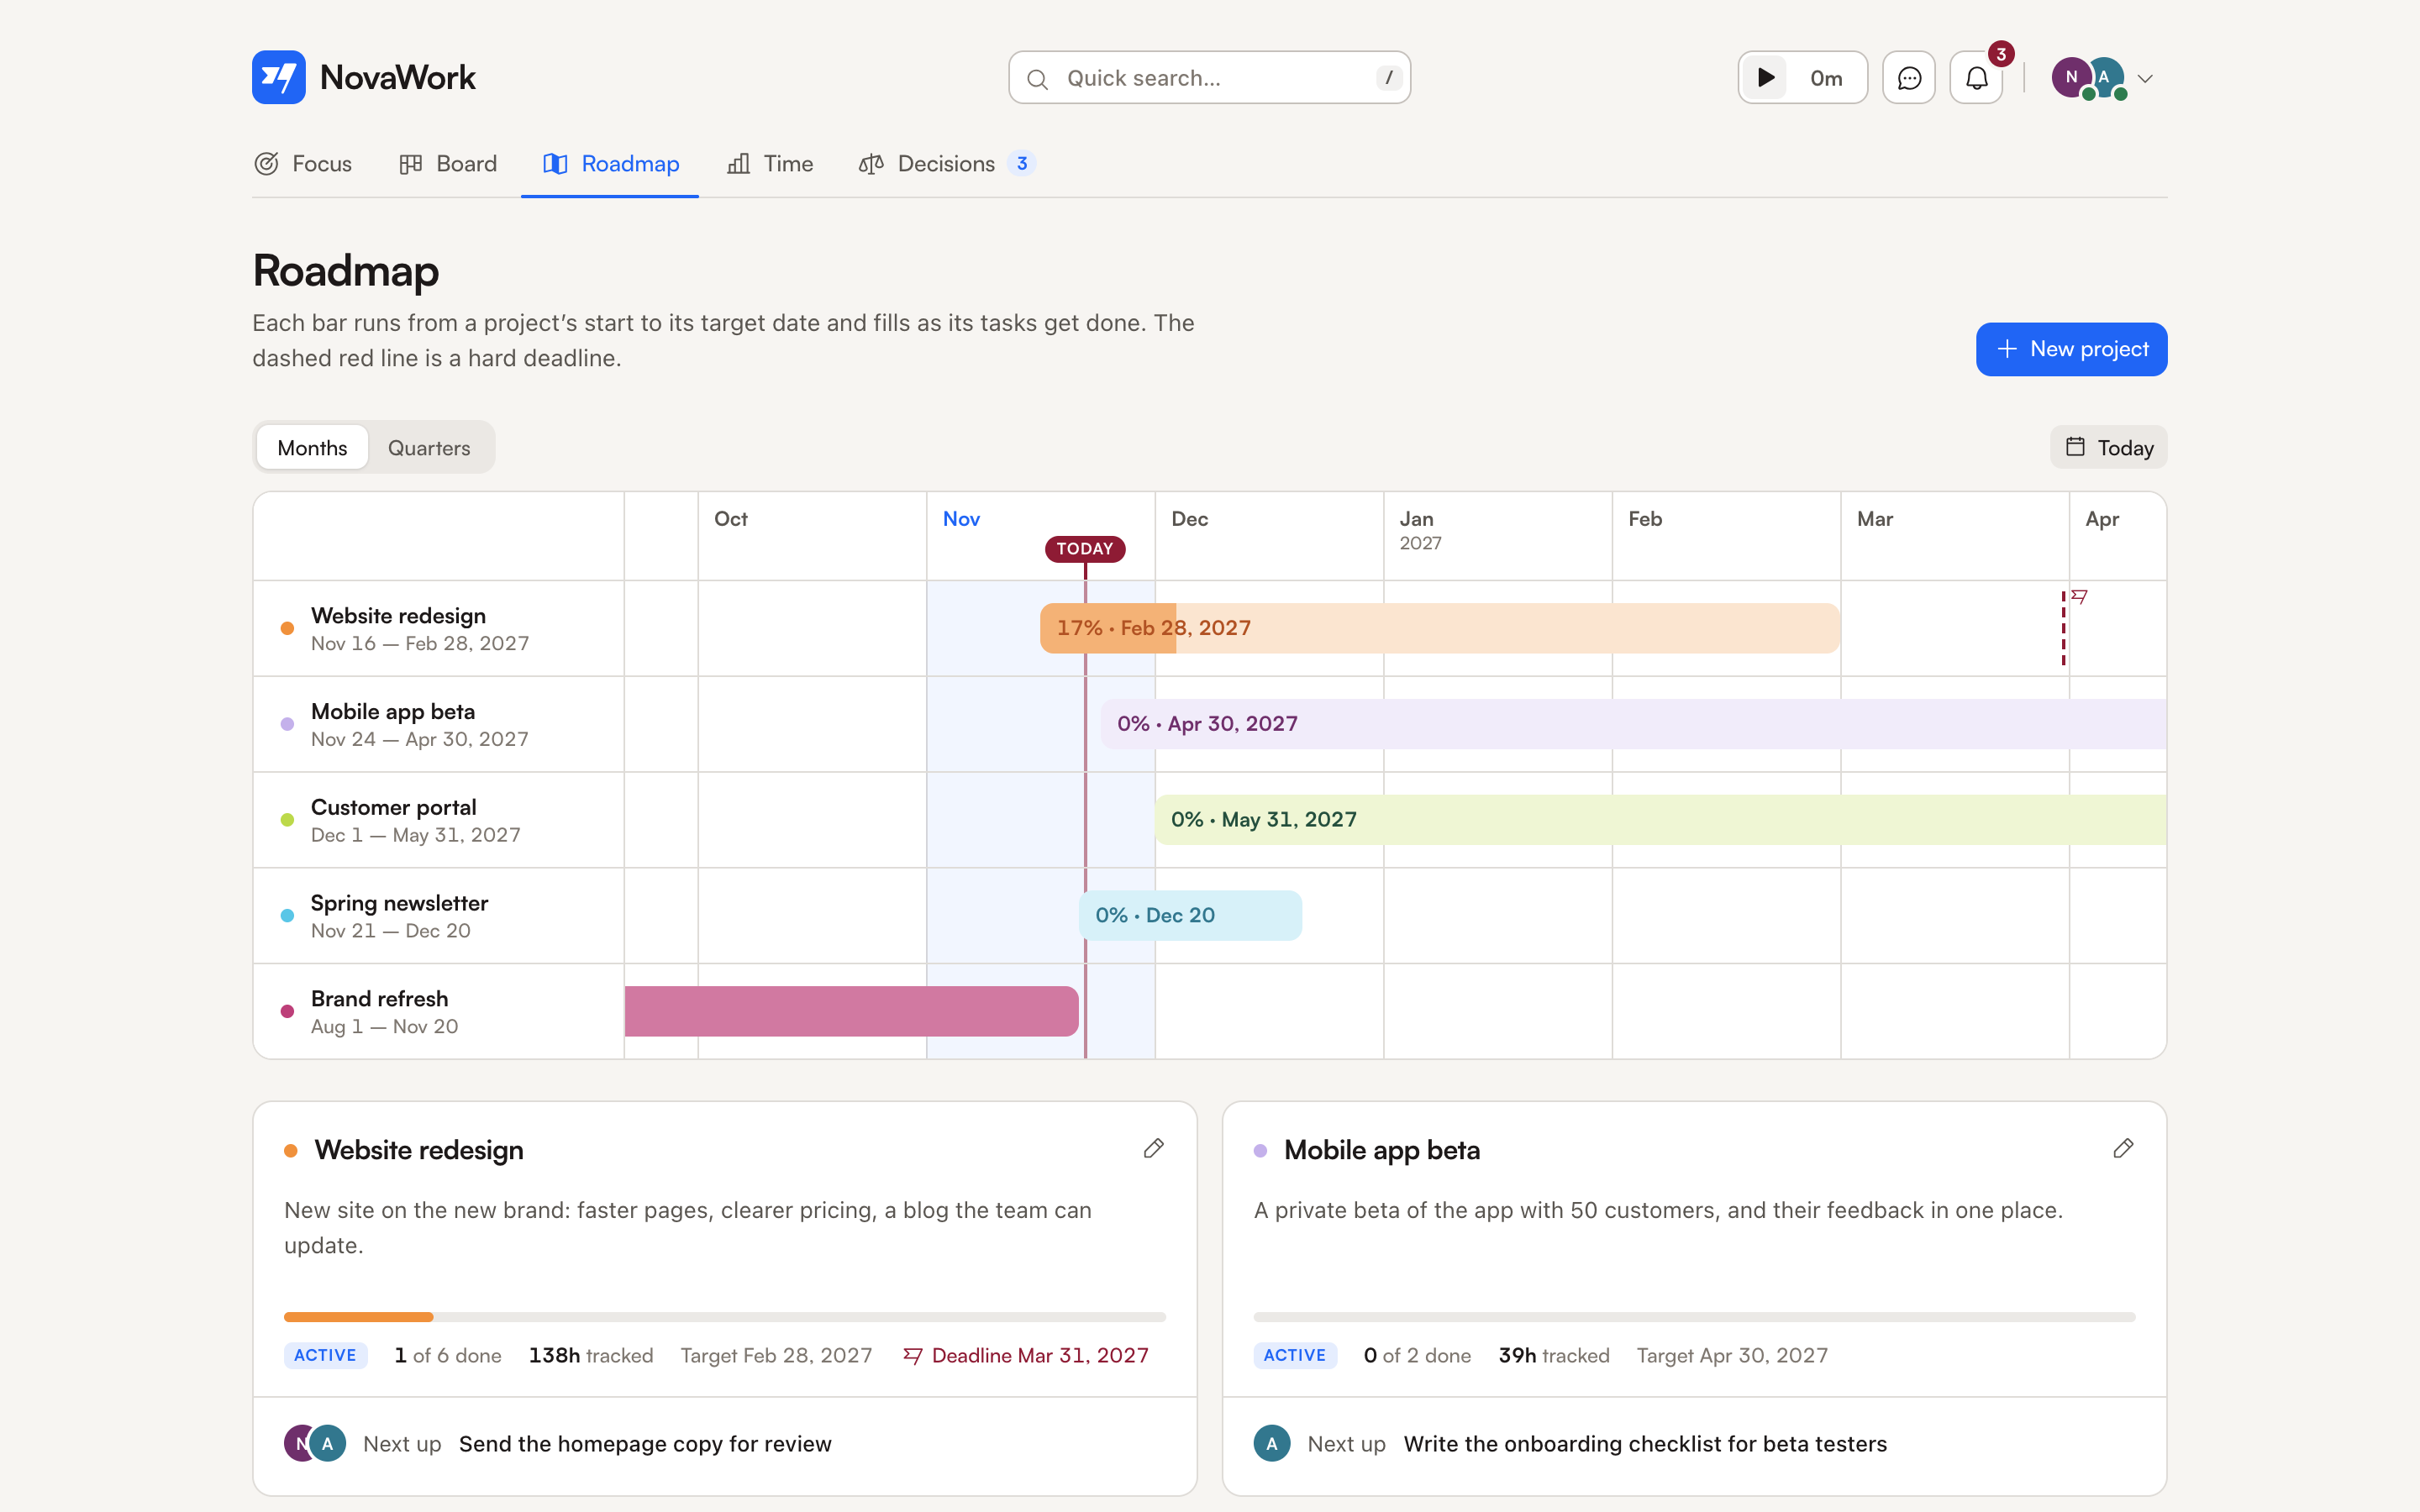 NovaWork
Quick search...
/
0m
3
N
A
Focus
Board
Roadmap
Time
Decisions
3
Roadmap
Each bar runs from a project's start to its target date and fills as its tasks get done. The
dashed red line is a hard deadline.
New project
Months
Quarters
Today
Oct
Nov
Dec
Jan
2027
Feb
Mar
Apr
TODAY
Website redesign
Nov 16 — Feb 28, 2027
17% · Feb 28, 2027
Mobile app beta
Nov 24 — Apr 30, 2027
0% · Apr 30, 2027
Customer portal
Dec 1 — May 31, 2027
0% · May 31, 2027
Spring newsletter
Nov 21 — Dec 20
0% · Dec 20
Brand refresh
Aug 1 — Nov 20
Website redesign
New site on the new brand: faster pages, clearer pricing, a blog the team can
update.
ACTIVE 1 of 6 done 138h tracked Target Feb 28, 2027 Deadline Mar 31, 2027
N A Next up Send the homepage copy for review
Mobile app beta
A private beta of the app with 50 customers, and their feedback in one place.
ACTIVE 0 of 2 done 39h tracked Target Apr 30, 2027
A Next up Write the onboarding checklist for beta testers